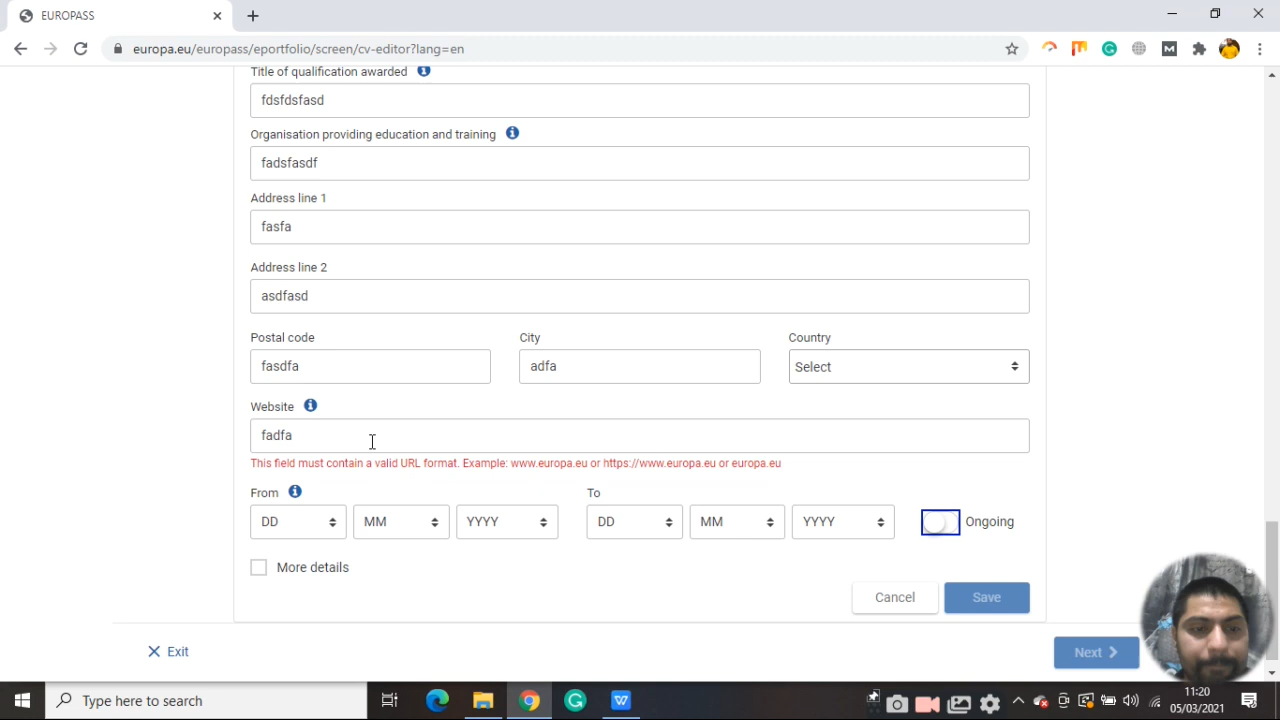 EUROPASS
europa.eu/europass/eportfolio/screen/cv-editor?lang=en
Title of qualification awarded
fdsfdsfasd
Organisation providing education and training
fadsfasdf
Address line 1
fasfa
Address line 2
asdfasd
Postal code City Country
fasdfa adfa Select
Website
fadfa
This field must contain a valid URL format. Example: www.europa.eu or https://www.europa.eu or europa.eu
From To
DD MM YYYY DD MM YYYY Ongoing
More details
Cancel Save
Exit Next
Type here to search
11:20
05/03/2021